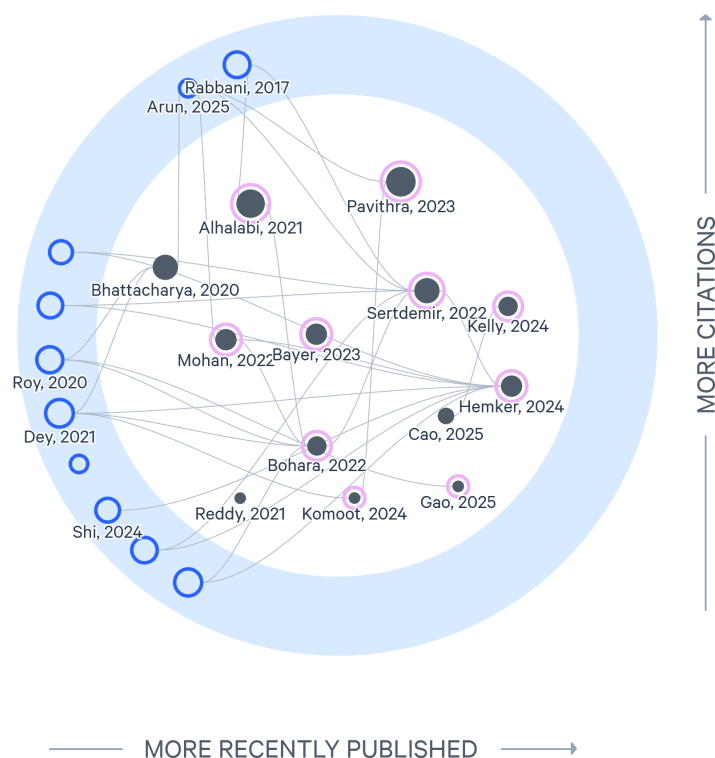 Rabbani, 2017
Arun, 2025
Pavithra, 2023
Alhalabi, 2021
Bhattacharya, 2020
Sertdemir, 2022
Kelly, 2024
Mohan, 2022
Bayer, 2023
Roy, 2020
Hemker, 2024
Dey, 2021
Cao, 2025
Bohara, 2022
Gao, 2025
Reddy, 2021
Komoot, 2024
Shi, 2024
MORE CITATIONS
MORE RECENTLY PUBLISHED